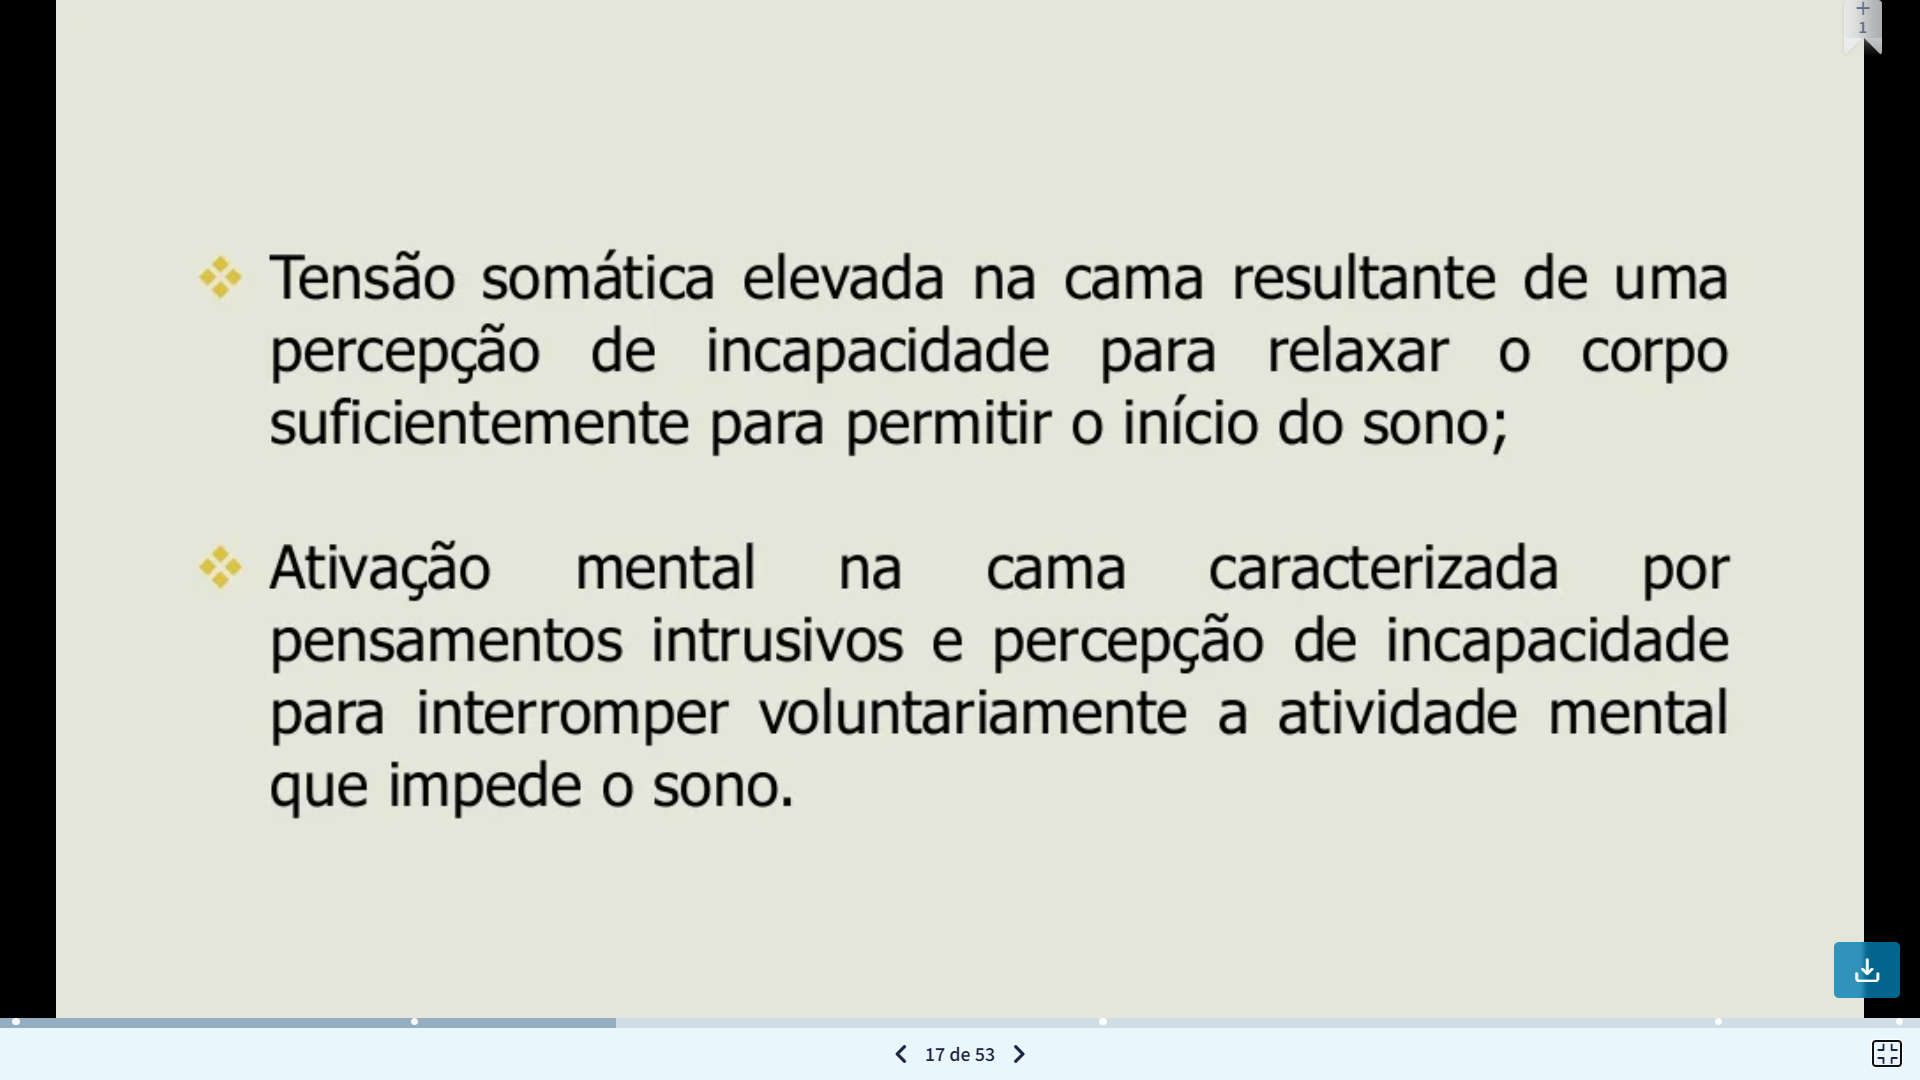 +
1
Tensão somática elevada na cama resultante de uma
percepção de incapacidade para relaxar o corpo
suficientemente para permitir o início do sono;
Ativação mental na cama caracterizada por
pensamentos intrusivos e percepção de incapacidade
para interromper voluntariamente a atividade mental
que impede o sono.
17 de 53